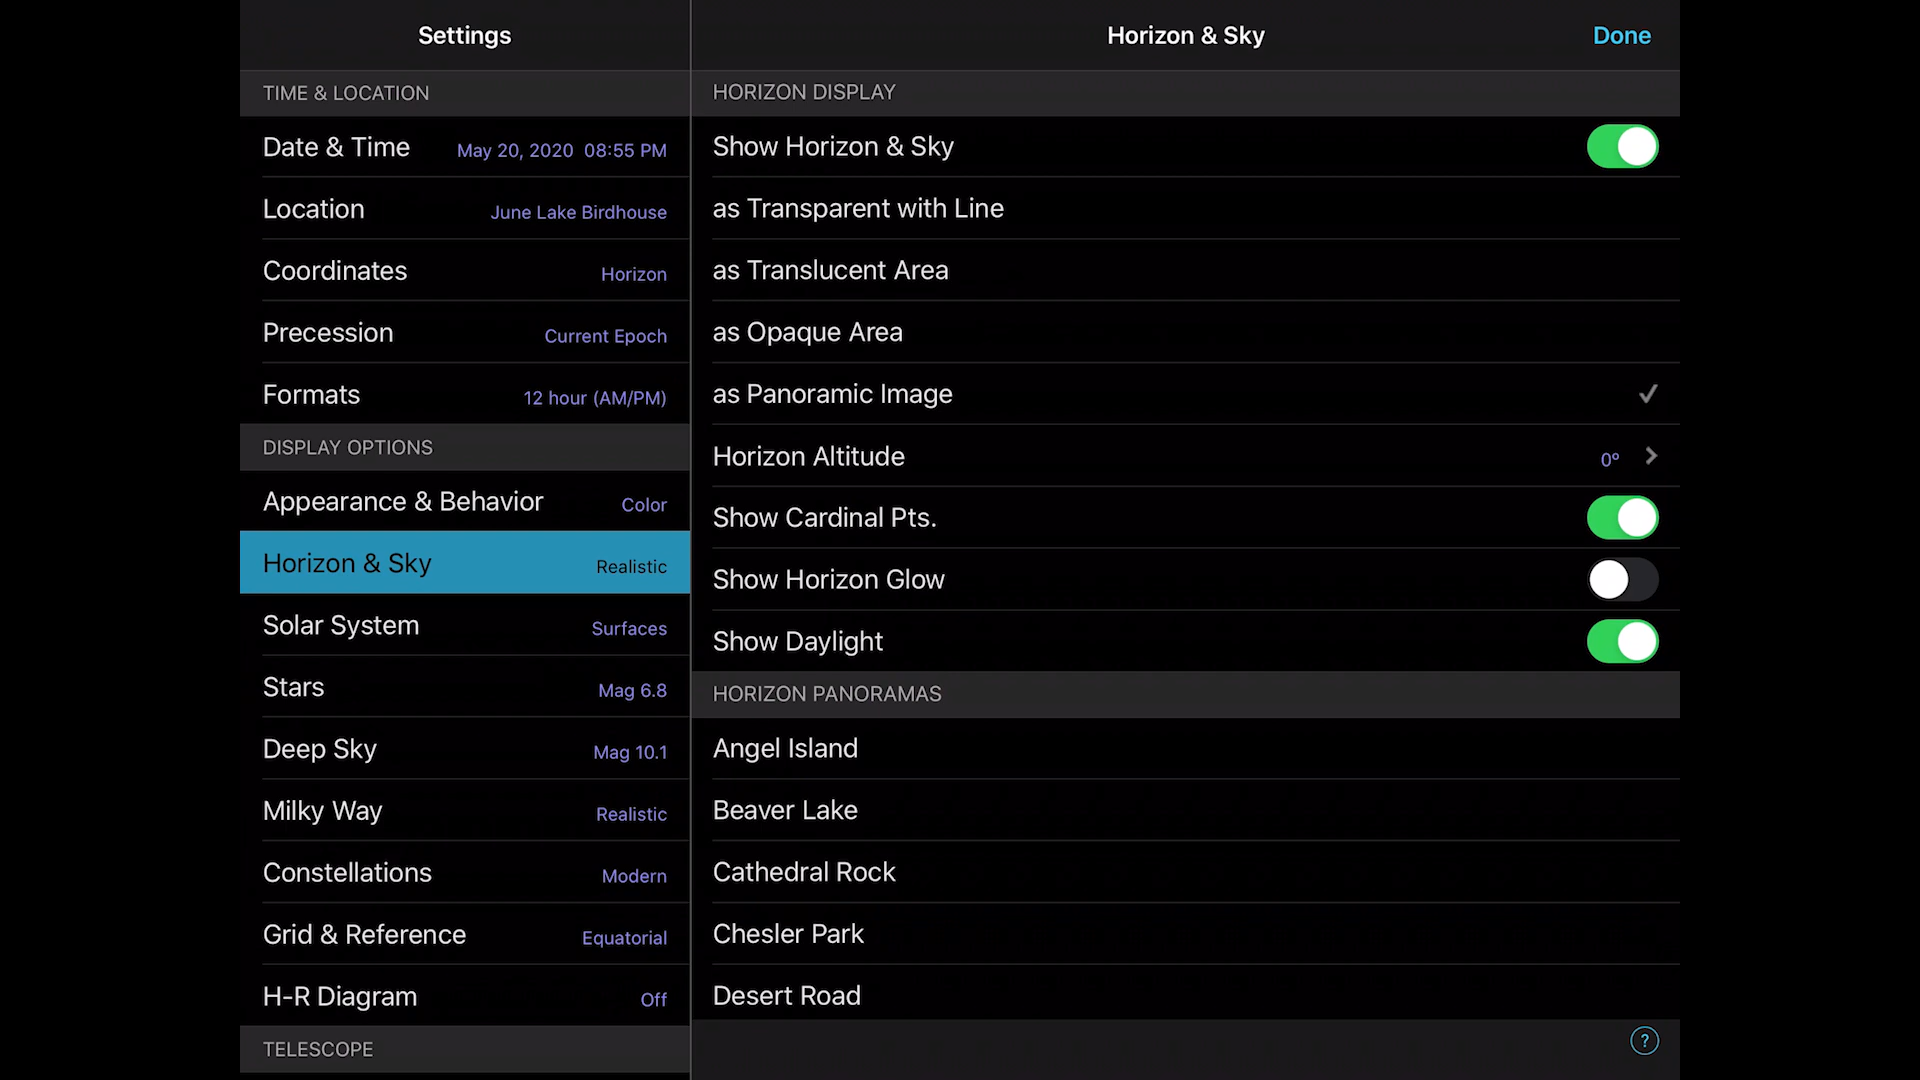 Settings
TIME & LOCATION
Date & Time May 20, 2020 08:55 PM
Location June Lake Birdhouse
Coordinates Horizon
Precession Current Epoch
Formats 12 hour (AM/PM)
DISPLAY OPTIONS
Appearance & Behavior Color
Horizon & Sky Realistic
Solar System Surfaces
Stars Mag 6.8
Deep Sky Mag 10.1
Milky Way Realistic
Constellations Modern
Grid & Reference Equatorial
H-R Diagram Off
TELESCOPE
Horizon & Sky Done
HORIZON DISPLAY
Show Horizon & Sky
as Transparent with Line
as Translucent Area
as Opaque Area
as Panoramic Image ✓
Horizon Altitude 0° >
Show Cardinal Pts.
Show Horizon Glow
Show Daylight
HORIZON PANORAMAS
Angel Island
Beaver Lake
Cathedral Rock
Chesler Park
Desert Road
?